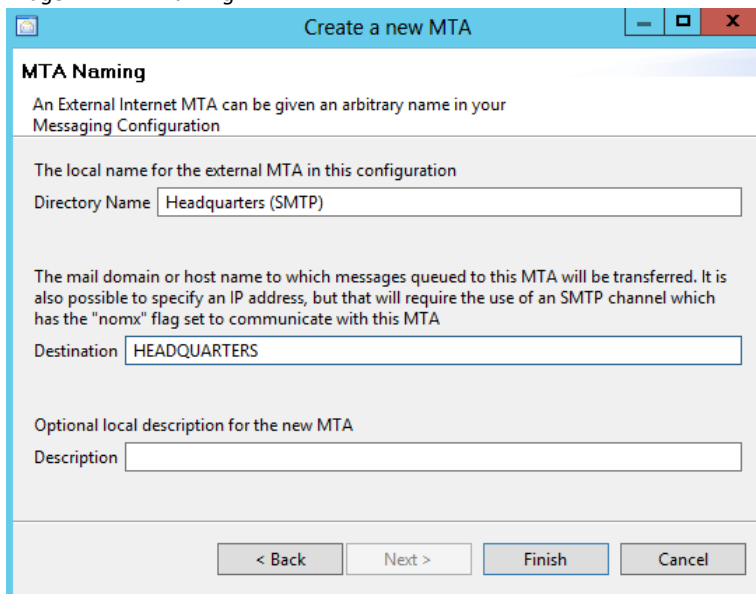 Create a new MTA
MTA Naming
An External Internet MTA can be given an arbitrary name in your
Messaging Configuration
The local name for the external MTA in this configuration
Directory Name Headquarters (SMTP)
The mail domain or host name to which messages queued to this MTA will be transferred. It is
also possible to specify an IP address, but that will require the use of an SMTP channel which
has the "nomx" flag set to communicate with this MTA
Destination HEADQUARTERS
Optional local description for the new MTA
Description
< Back Next > Finish Cancel